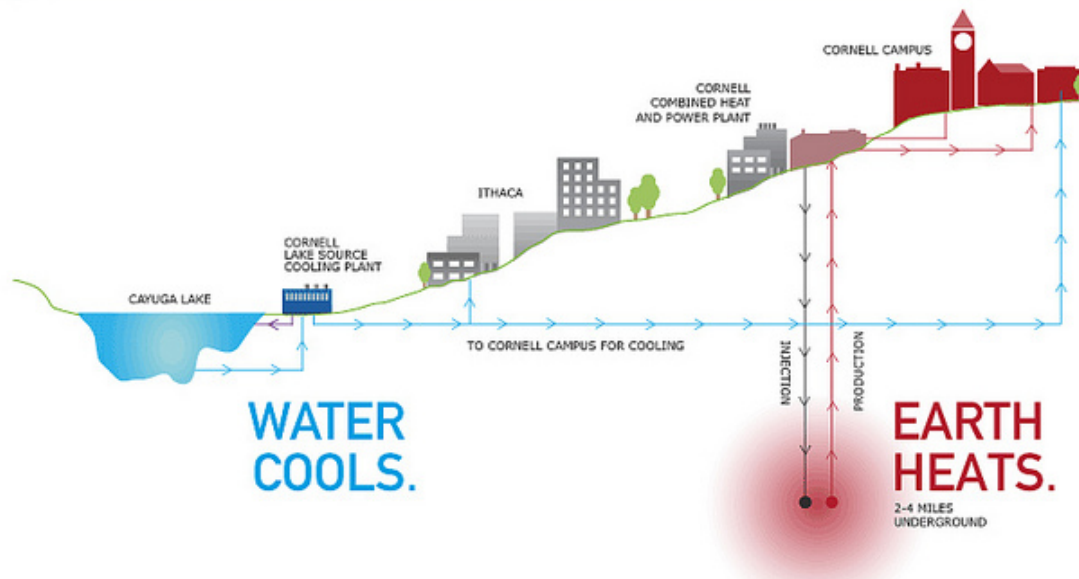 CORNELL CAMPUS
CORNELL
COMBINED HEAT
AND POWER PLANT
ITHACA
CORNELL
LAKE SOURCE
COOLING PLANT
CAYUGA LAKE
TO CORNELL CAMPUS FOR COOLING
INJECTION
PRODUCTION
WATER
COOLS.
EARTH
HEATS.
2-4 MILES
UNDERGROUND